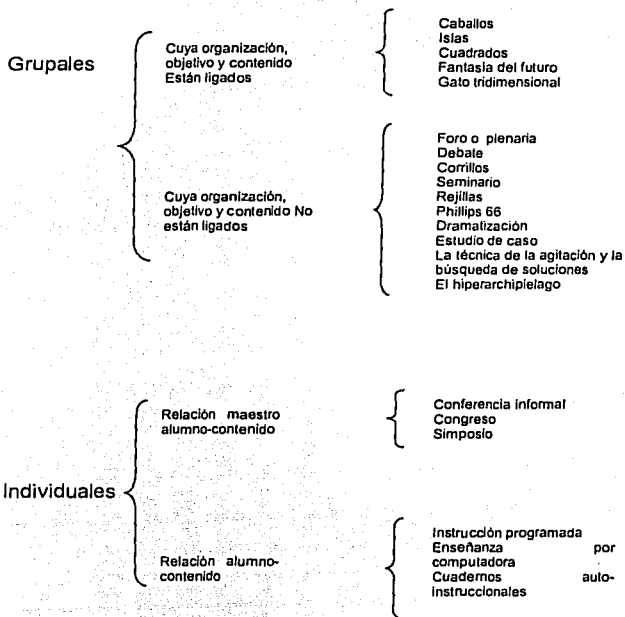 Grupales
Cuya organización,
objetivo y contenido
Están ligados
Caballos
Islas
Cuadrados
Fantasía del futuro
Gato tridimensional
Cuya organización,
objetivo y contenido No
están ligados
Foro o plenaria
Debate
Corrillos
Seminario
Rejillas
Phillips 66
Dramatización
Estudio de caso
La técnica de la agitación y la
búsqueda de soluciones
El hiperarchipielago
Individuales
Relación maestro
alumno-contenido
Conferencia informal
Congreso
Simposio
Relación alumno-
contenido
Instrucción programada
Enseñanza por
computadora
Cuadernos auto-
instruccionales